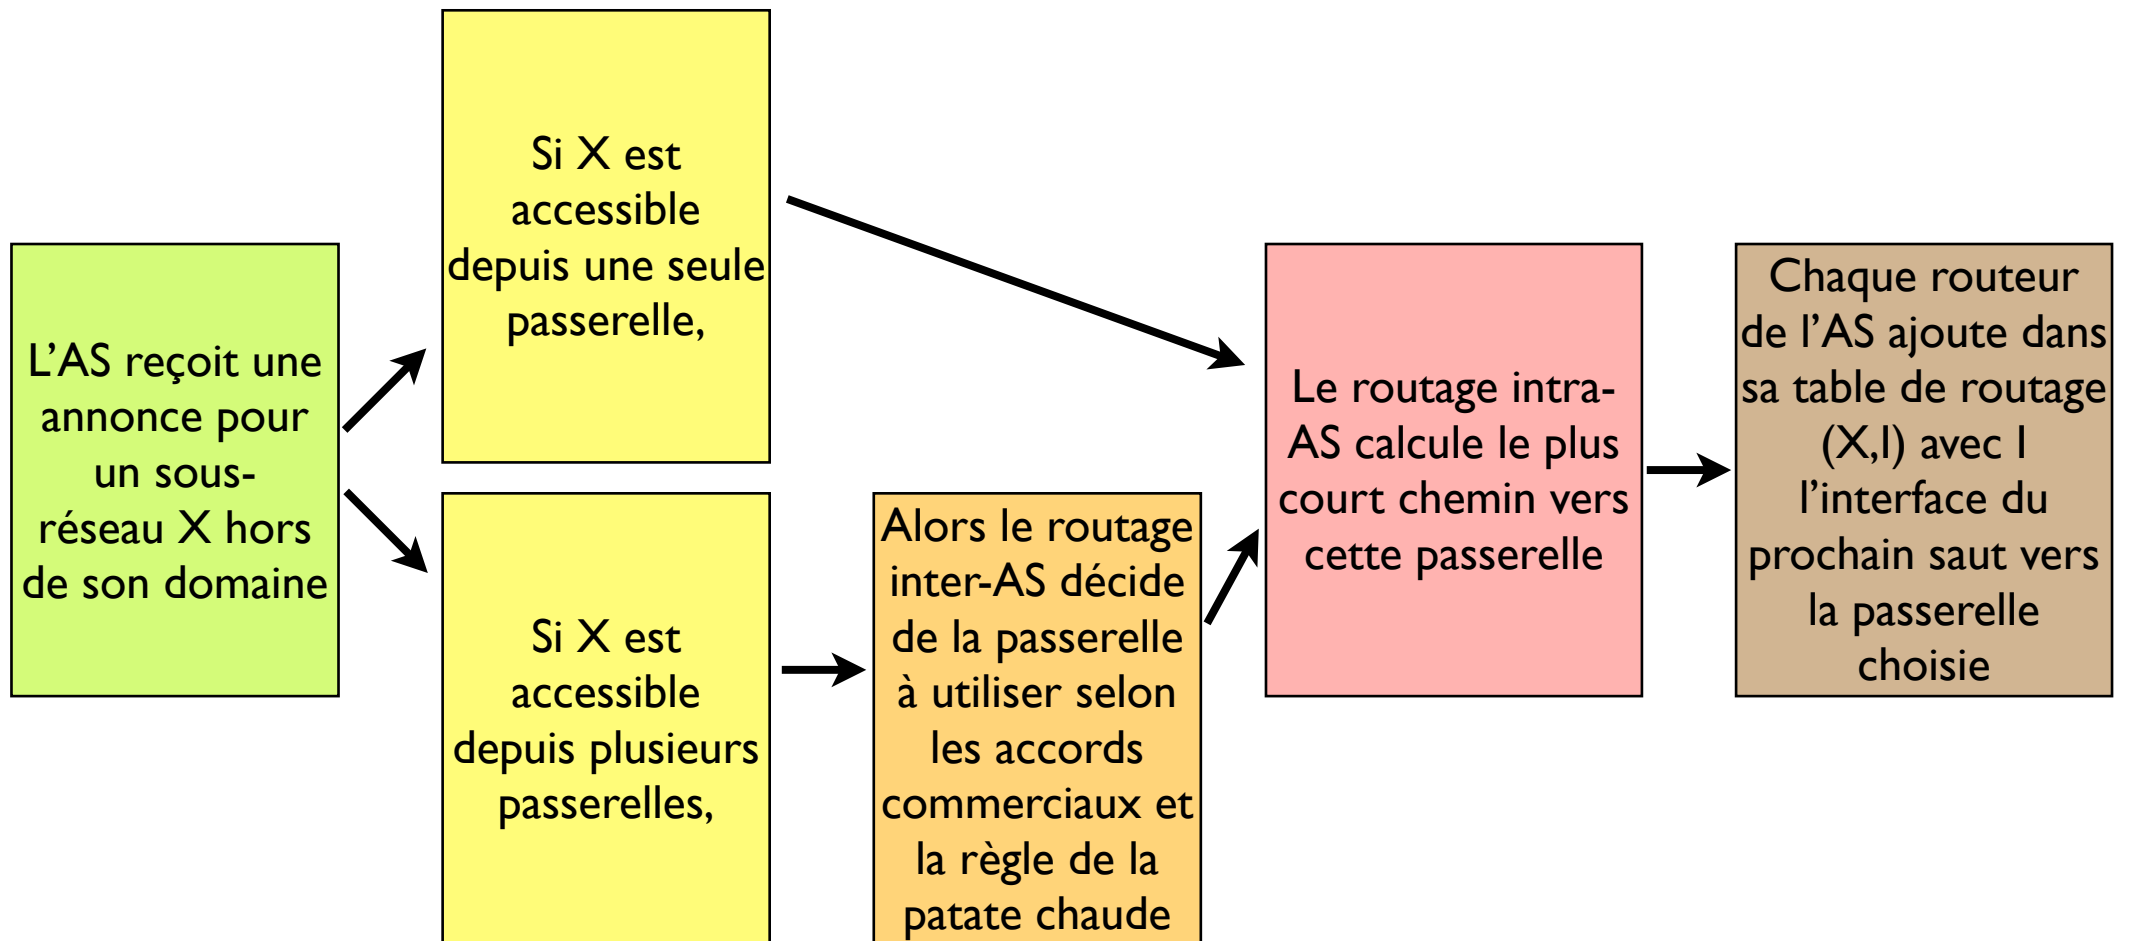 L'AS reçoit une
annonce pour
un sous-
réseau X hors
de son domaine
Si X est
accessible
depuis une seule
passerelle,
Si X est
accessible
depuis plusieurs
passerelles,
Alors le routage
inter-AS décide
de la passerelle
à utiliser selon
les accords
commerciaux et
la règle de la
patate chaude
Le routage intra-
AS calcule le plus
court chemin vers
cette passerelle
Chaque routeur
de l'AS ajoute dans
sa table de routage
(X,I) avec I
l'interface du
prochain saut vers
la passerelle
choisie